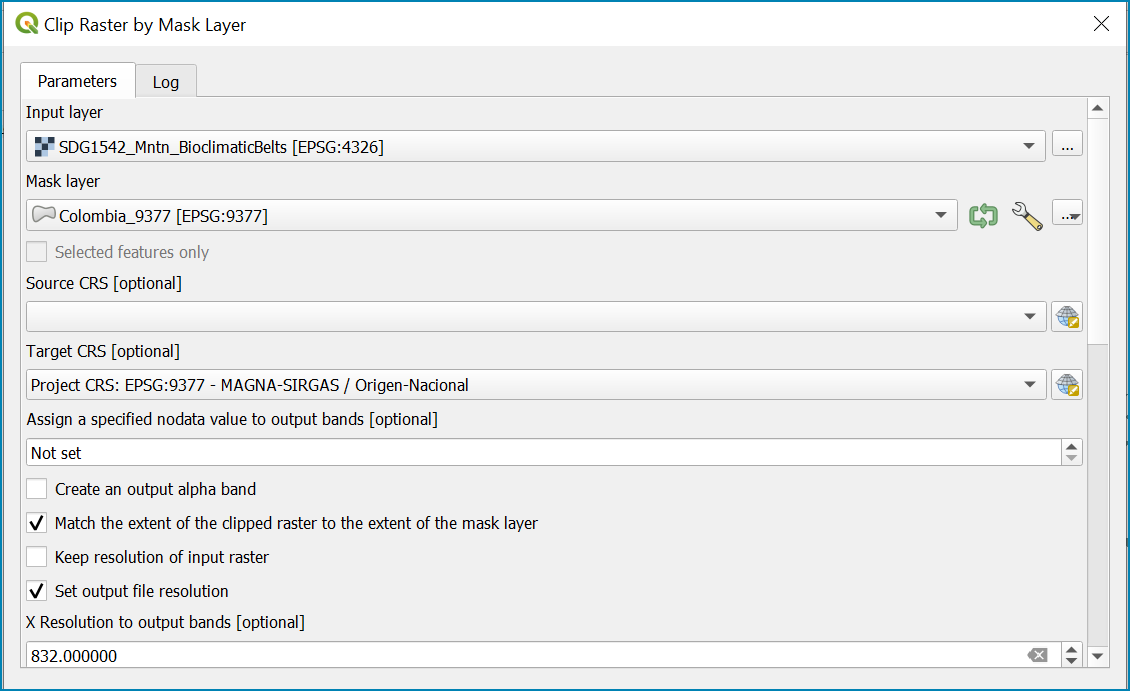 Clip Raster by Mask Layer
Parameters
Log
Input layer
SDG1542_Mntn_BioclimaticBelts [EPSG:4326]
...
Mask layer
Colombia_9377 [EPSG:9377]
...
Selected features only
Source CRS [optional]
Target CRS [optional]
Project CRS: EPSG:9377 - MAGNA-SIRGAS / Origen-Nacional
Assign a specified nodata value to output bands [optional]
Not set
Create an output alpha band
Match the extent of the clipped raster to the extent of the mask layer
Keep resolution of input raster
Set output file resolution
X Resolution to output bands [optional]
832.000000